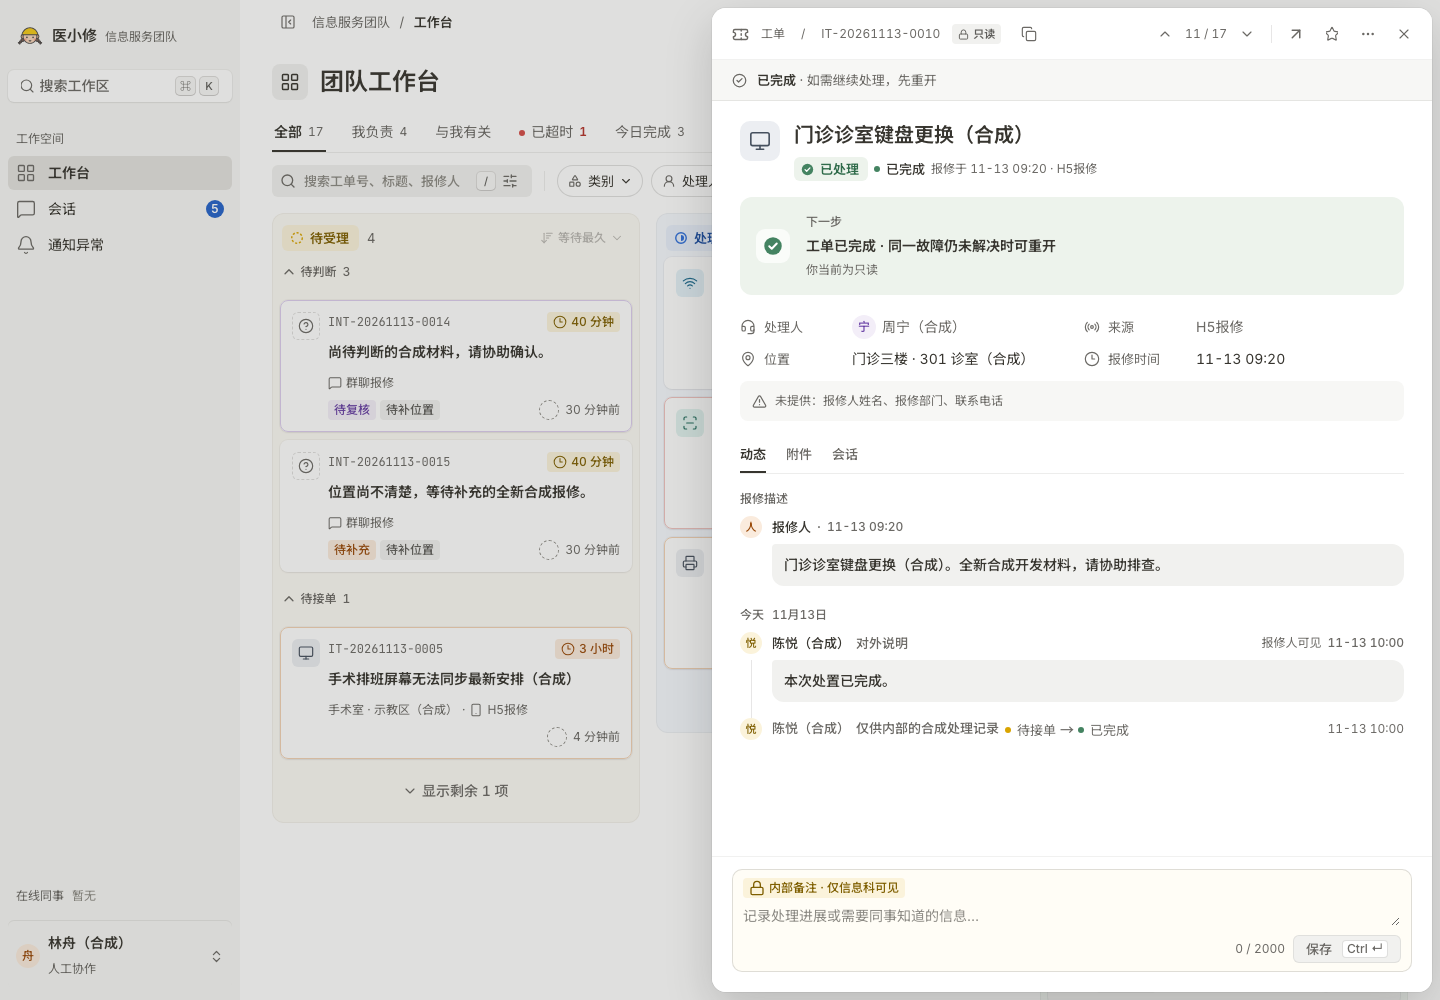 医小修 信息服务团队
搜索工作区 ⌘ K
工作空间
工作台
会话 5
通知异常
在线同事 暂无
舟 林舟（合成）
人工协作
信息服务团队 / 工作台
团队工作台
全部 17 我负责 4 与我有关 已超时 1 今日完成 3
搜索工单号、标题、报修人 / 类别 处理人
待受理 4 等待最久
待判断 3
INT-20261113-0014 40 分钟
尚待判断的合成材料，请协助确认。
群聊报修
待复核 待补位置 30 分钟前
INT-20261113-0015 40 分钟
位置尚不清楚，等待补充的全新合成报修。
群聊报修
待补充 待补位置 30 分钟前
待接单 1
IT-20261113-0005 3 小时
手术排班屏幕无法同步最新安排（合成）
手术室 · 示教区（合成） · H5报修
4 分钟前
显示剩余 1 项
工单 / IT-20261113-0010 只读 11 / 17
已完成 · 如需继续处理，先重开
门诊诊室键盘更换（合成）
已处理 已完成 报修于 11-13 09:20 · H5报修
下一步
工单已完成 · 同一故障仍未解决时可重开
你当前为只读
处理人 宁 周宁（合成） 来源 H5报修
位置 门诊三楼 · 301 诊室（合成） 报修时间 11-13 09:20
未提供：报修人姓名、报修部门、联系电话
动态 附件 会话
报修描述
人 报修人 · 11-13 09:20
门诊诊室键盘更换（合成）。全新合成开发材料，请协助排查。
今天 11月13日
悦 陈悦（合成） 对外说明 报修人可见 11-13 10:00
本次处置已完成。
悦 陈悦（合成） 仅供内部的合成处理记录 待接单 → 已完成 11-13 10:00
内部备注 · 仅信息科可见
记录处理进展或需要同事知道的信息...
0 / 2000 保存 Ctrl ↵